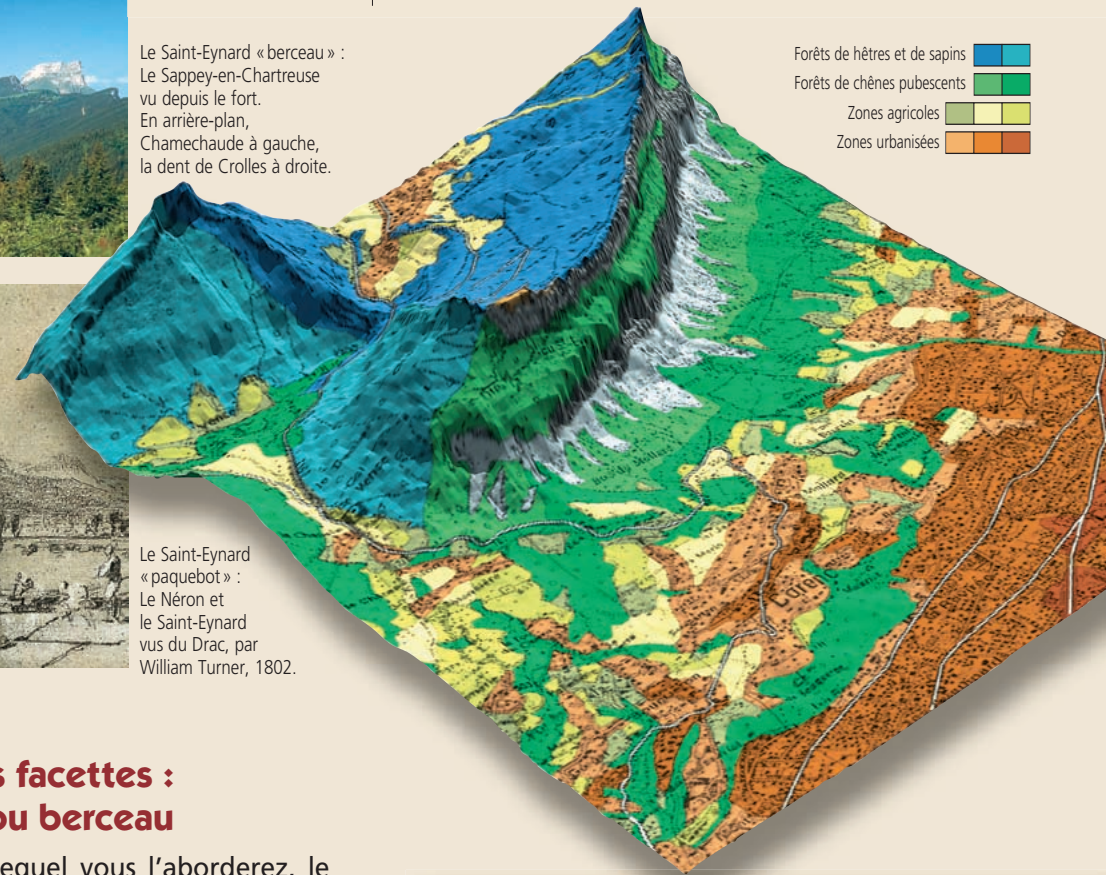 Le Saint-Eynard «berceau» :
Le Sappey-en-Chartreuse
vu depuis le fort.
En arrière-plan,
Chamechaude à gauche,
la dent de Crolles à droite.
Forêts de hêtres et de sapins
Forêts de chênes pubescents
Zones agricoles
Zones urbanisées
Le Saint-Eynard
«paquebot» :
Le Néron et
le Saint-Eynard
vus du Drac, par
William Turner, 1802.
s facettes :
ou berceau
equel vous l'aborderez, le